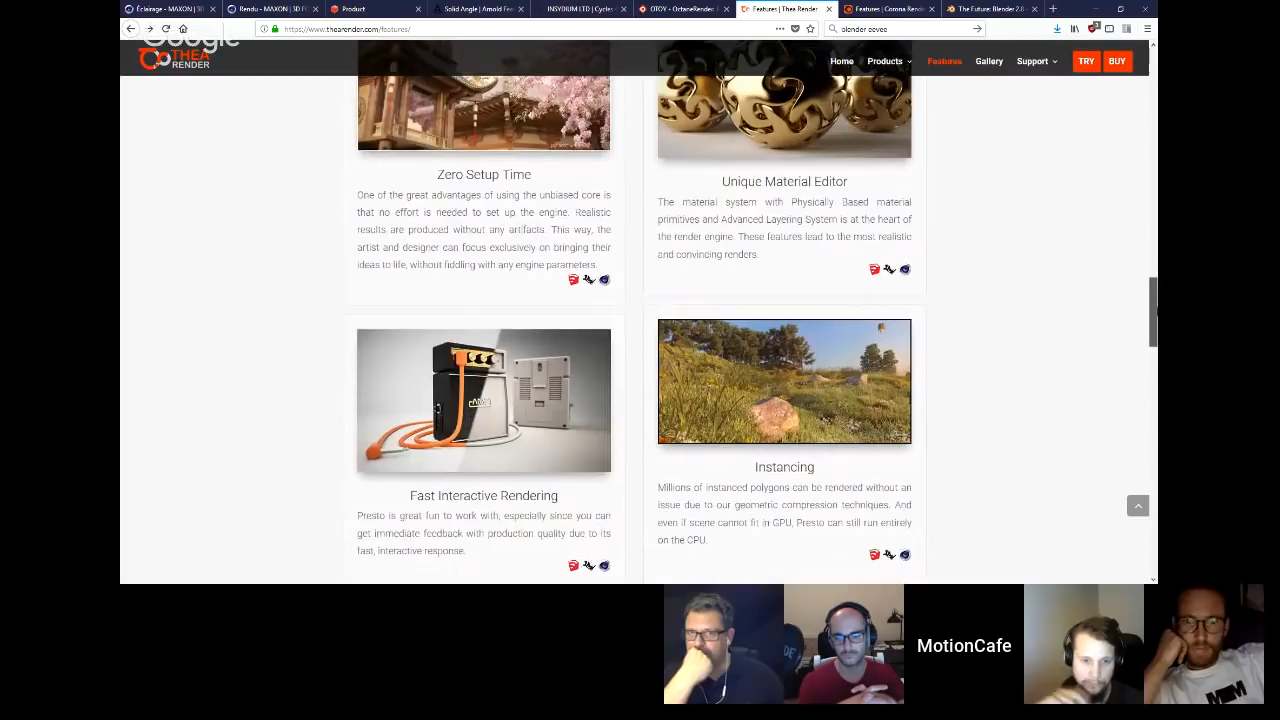 Éclairage – MAXON | 3D F
Rendu – MAXON | 3D FO
Product
Solid Angle | Arnold Feat
INSYDIUM LTD | Cycles 4
OTOY • OctaneRender fo
Features | Thea Render
Features | Corona Render
The Future: Blender 2.8
https://www.thearender.com/features/
blender eevee
Google
THEA
RENDER
Home
Products
Features
Gallery
Support
TRY
BUY
Zero Setup Time
One of the great advantages of using the unbiased core is
that no effort is needed to set up the engine. Realistic
results are produced without any artifacts. This way, the
artist and designer can focus exclusively on bringing their
ideas to life, without fiddling with any engine parameters.
Unique Material Editor
The material system with Physically Based material
primitives and Advanced Layering System is at the heart of
the render engine. These features lead to the most realistic
and convincing renders.
Fast Interactive Rendering
Presto is great fun to work with, especially since you can
get immediate feedback with production quality due to its
fast, interactive response.
Instancing
Millions of instanced polygons can be rendered without an
issue due to our geometric compression techniques. And
even if scene cannot fit in GPU, Presto can still run entirely
on the CPU.
MotionCafe